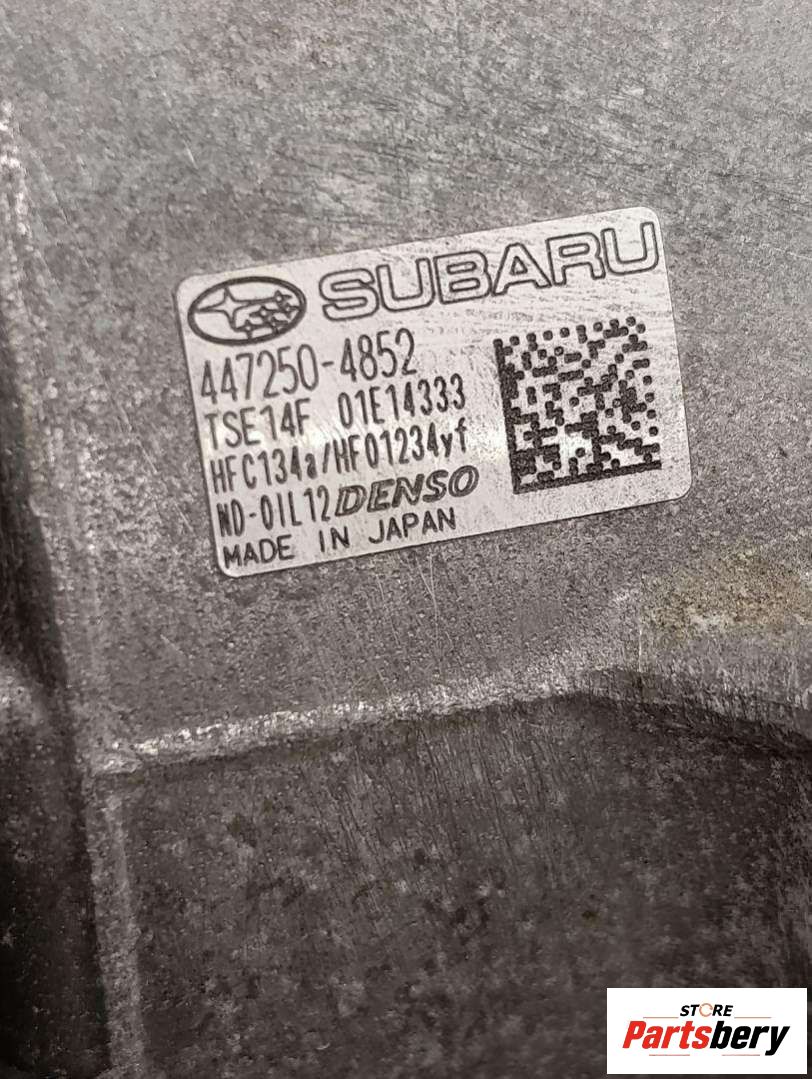 SUBARU
447250-4852
TSE14F 01E14333
HFC134a/HFO1234yf
ND-OIL12 DENSO
MADE IN JAPAN
STORE
Partsbery